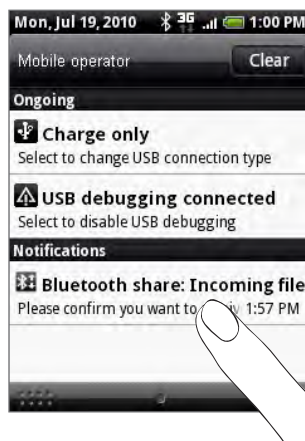 Mon, Jul 19, 2010 3G 1:00 PM
Mobile operator Clear
Ongoing
Charge only
Select to change USB connection type
USB debugging connected
Select to disable USB debugging
Notifications
Bluetooth share: Incoming file
Please confirm you want to 1:57 PM